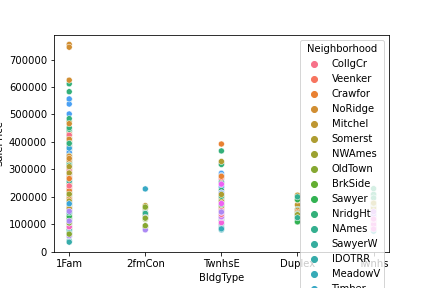 Neighborhood
CollgCr
Veenker
Crawfor
NoRidge
Mitchel
Somerst
NWAmes
OldTown
BrkSide
Sawyer
NridgHt
NAmes
SawyerW
IDOTRR
MeadowV
Timber
700000
600000
500000
400000
300000
200000
100000
0
SalePrice
1Fam 2fmCon TwnhsE Duplex Twnhs
BldgType